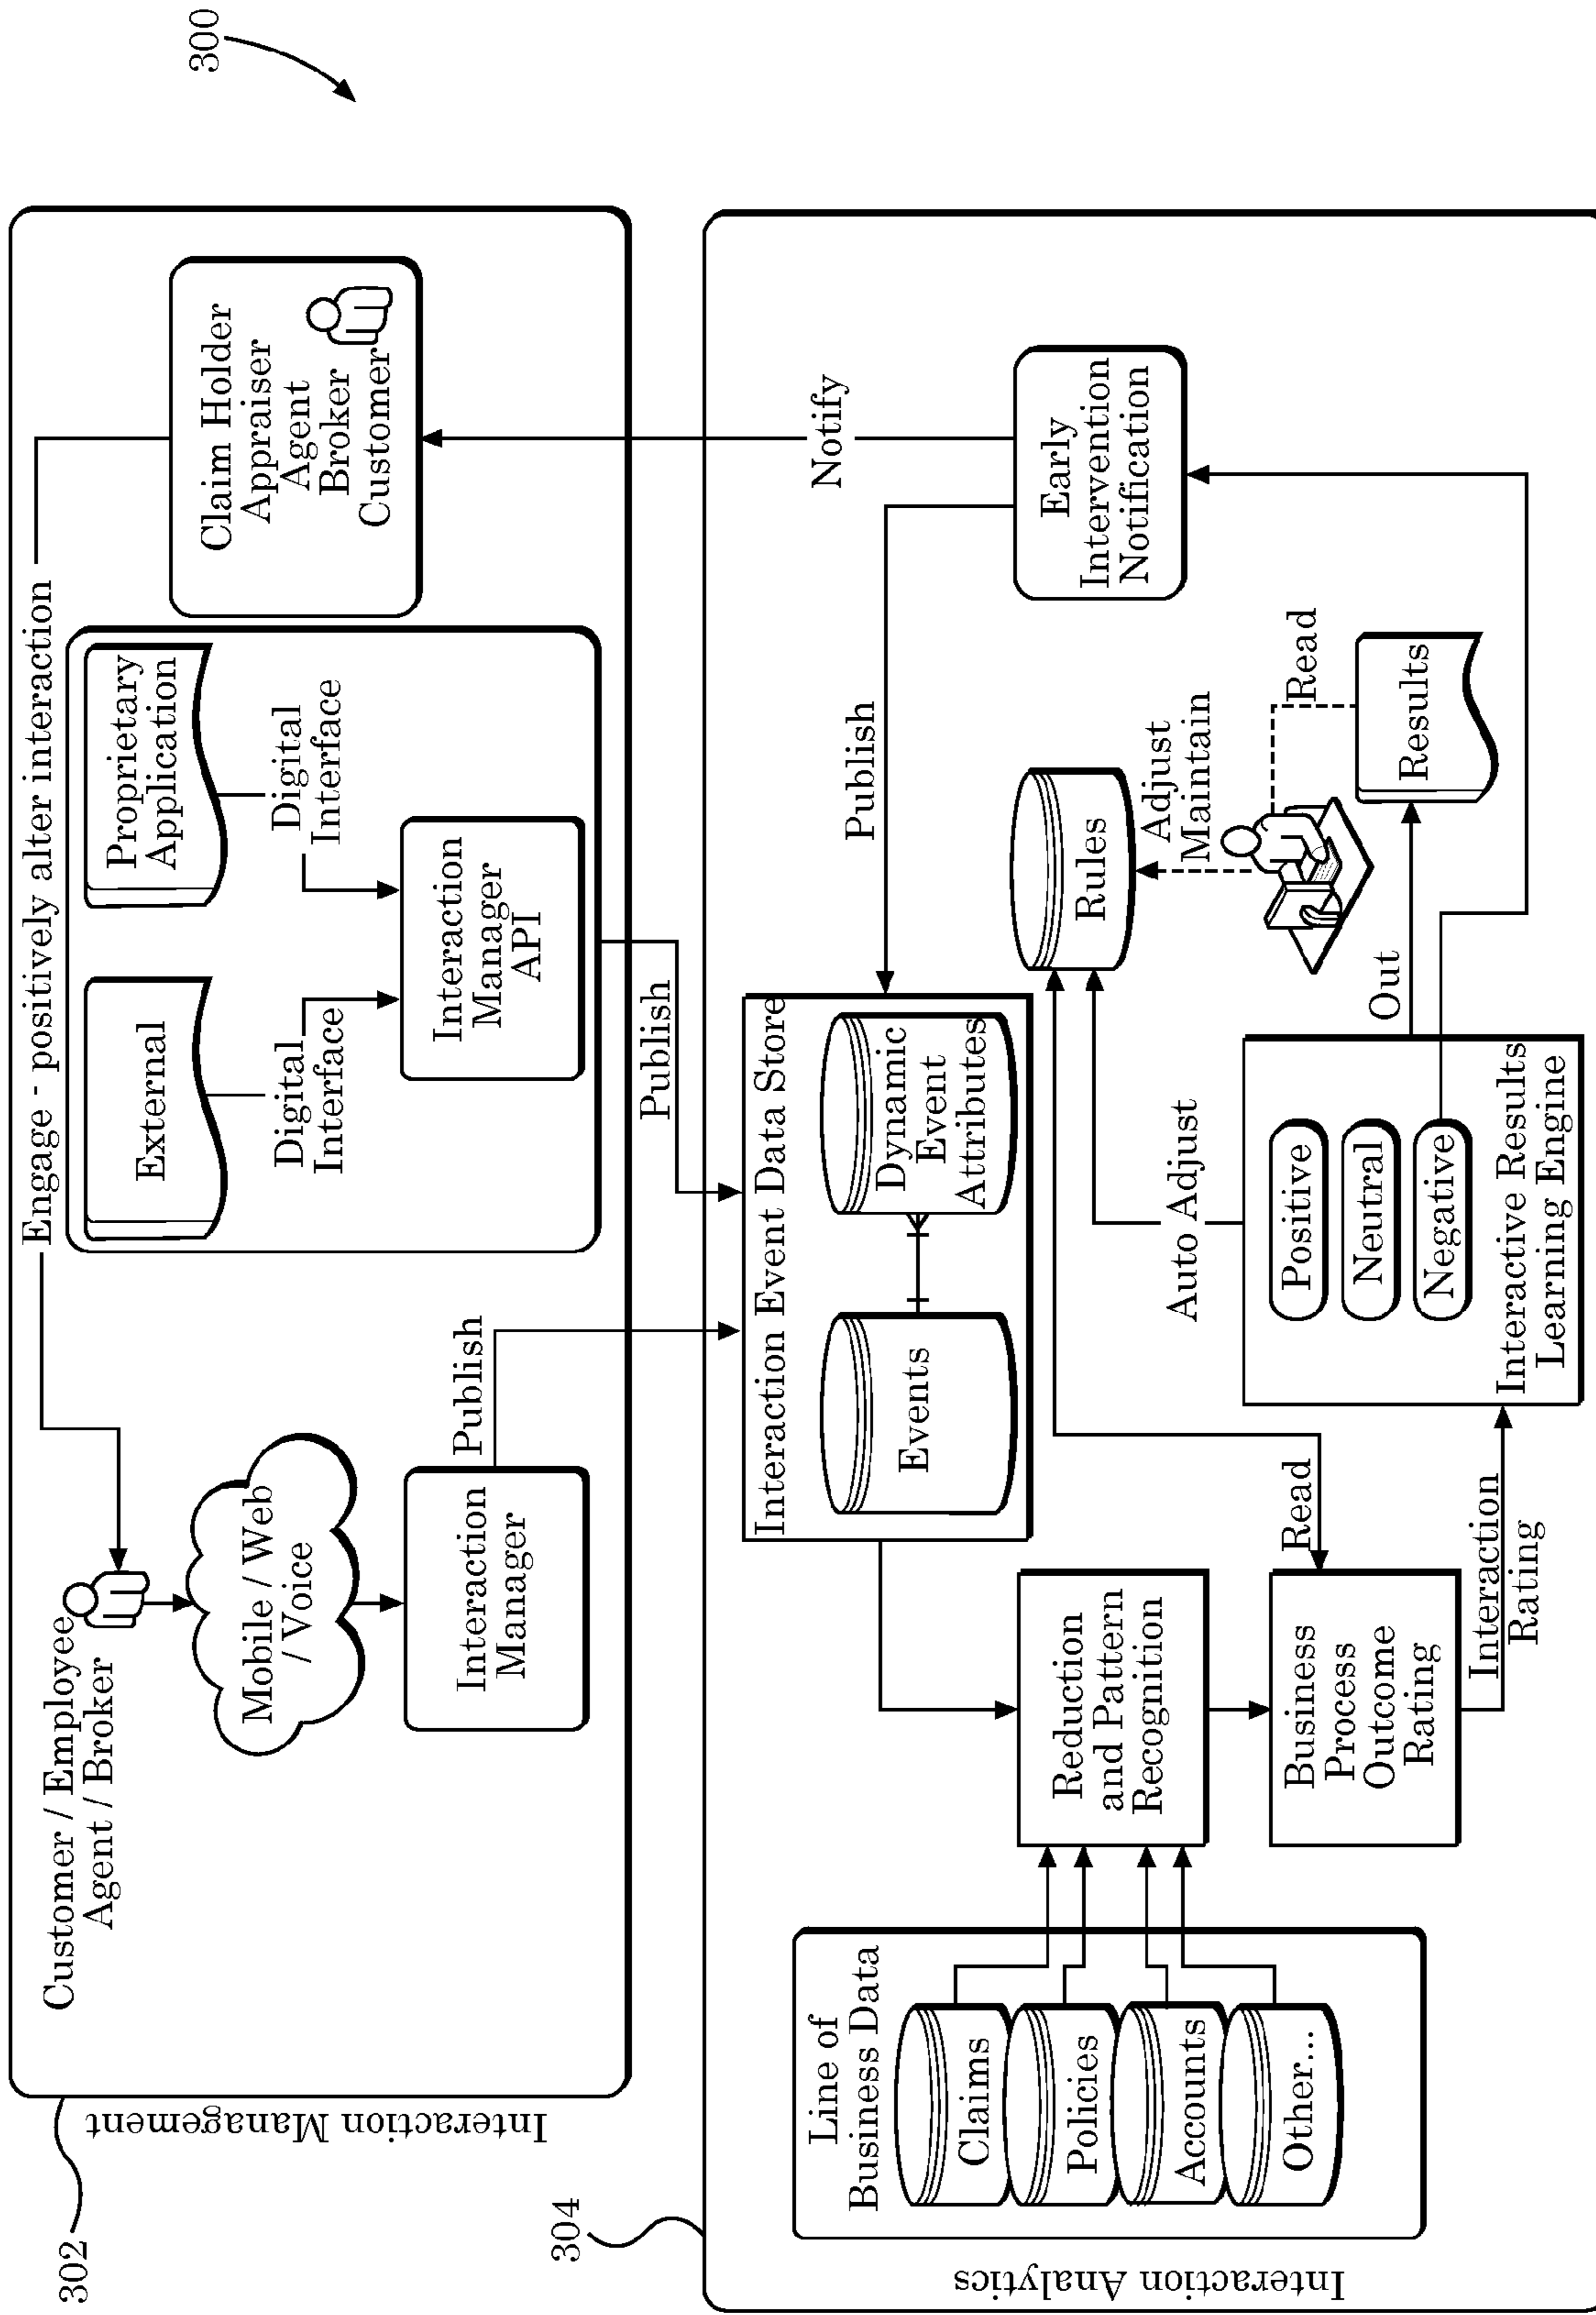 300
302
Interaction Management
Engage - positively alter interaction
Customer / Employee
Agent / Broker
Mobile / Web
/ Voice
Interaction
Manager
Publish
External
Digital
Interface
Proprietary
Application
Digital
Interface
Interaction
Manager
API
Publish
Claim Holder
Appraiser
Agent
Broker
Customer
Notify
304
Interaction Analytics
Line of
Business Data
Claims
Policies
Accounts
Other...
Interaction Event Data Store
Events
Dynamic
Event
Attributes
Publish
Reduction
and Pattern
Recognition
Business
Process
Outcome
Rating
Read
Interaction
Rating
Rules
Adjust
Maintain
Read
Auto Adjust
Positive
Neutral
Negative
Interactive Results
Learning Engine
Out
Results
Early
Intervention
Notification